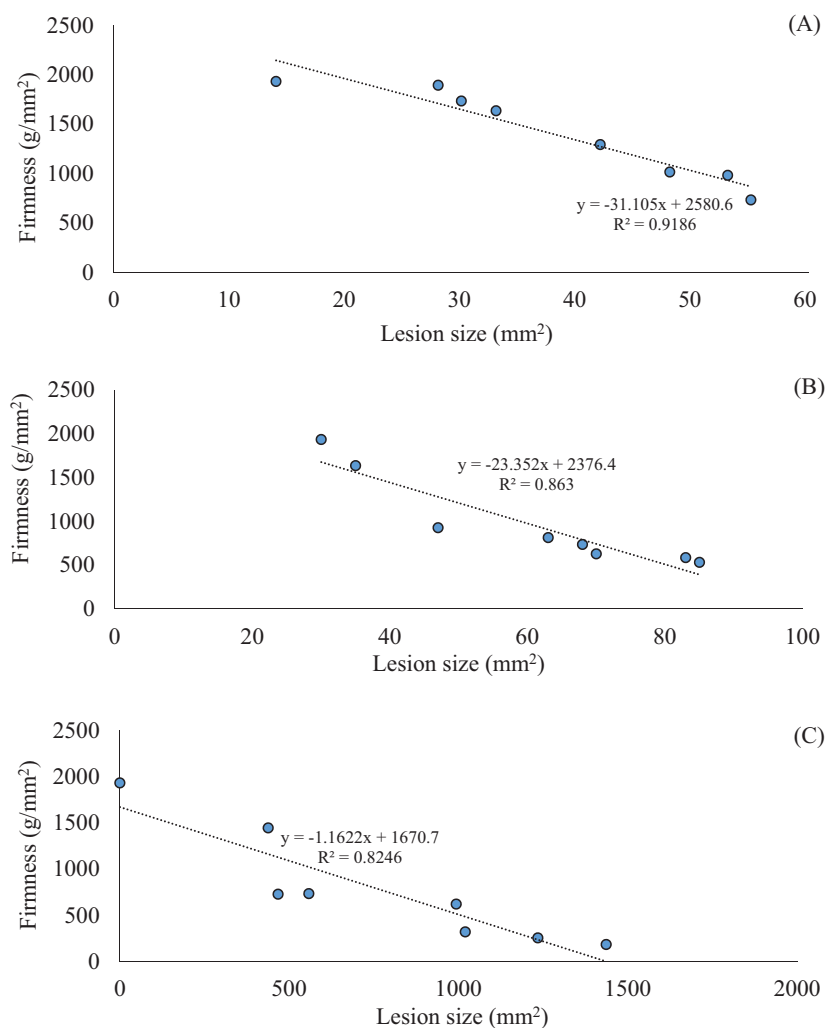 (A)
2500
2000
1500
1000
500
0
Firmness (g/mm²)
y = -31.105x + 2580.6
R² = 0.9186
0 10 20 30 40 50 60
Lesion size (mm²)
(B)
2500
2000
1500
1000
500
0
Firmness (g/mm²)
y = -23.352x + 2376.4
R² = 0.863
0 20 40 60 80 100
Lesion size (mm²)
(C)
2500
2000
1500
1000
500
0
Firmness (g/mm²)
y = -1.1622x + 1670.7
R² = 0.8246
0 500 1000 1500 2000
Lesion size (mm²)